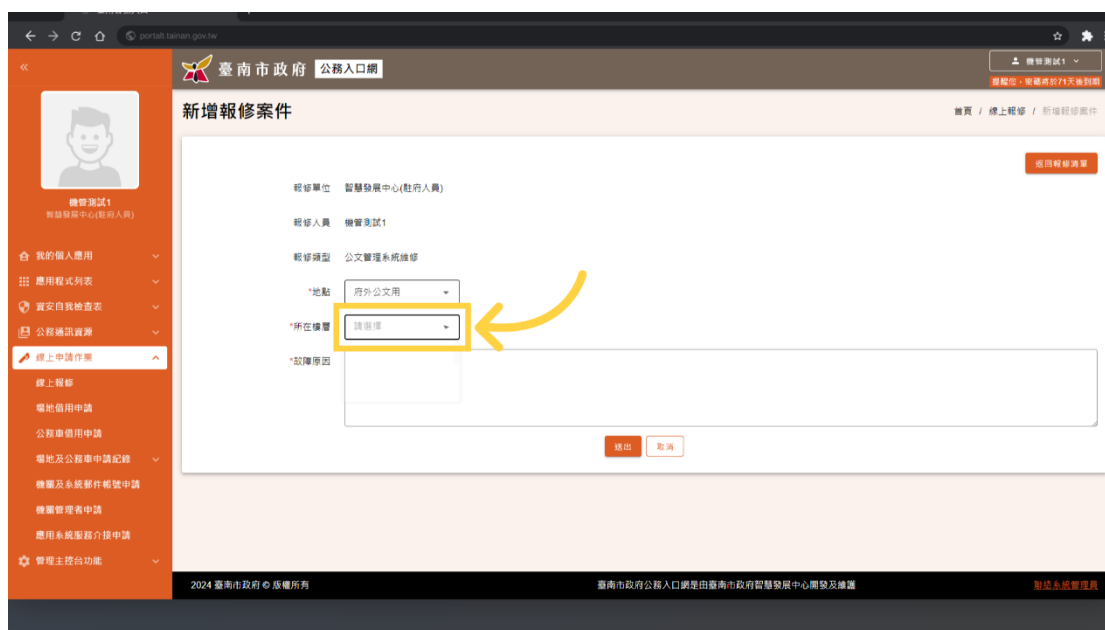 portalt.tainan.gov.tw
臺南市政府 公務入口網
機管測試1
提醒您，密碼將於71天後到期
新增報修案件
首頁 / 線上報修 / 新增報修案件
返回報修清單
機管測試1
智慧發展中心(駐府人員)
我的個人應用
應用程式列表
資安自我檢查表
公務通訊資源
線上申請作業
線上報修
場地借用申請
公務車借用申請
場地及公務車申請紀錄
機關及系統郵件帳號申請
機關管理者申請
應用系統服務介接申請
管理主控台功能
報修單位 智慧發展中心(駐府人員)
報修人員 機管測試1
報修類型 公文管理系統維修
*地點 府外公文用
*所在樓層 請選擇
*故障原因
送出 取消
2024 臺南市政府 © 版權所有
臺南市政府公務入口網是由臺南市政府智慧發展中心開發及維護
聯絡系統管理員